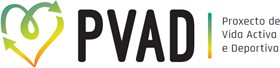 PVAD
Proxecto de
Vida Activa
e Deportiva